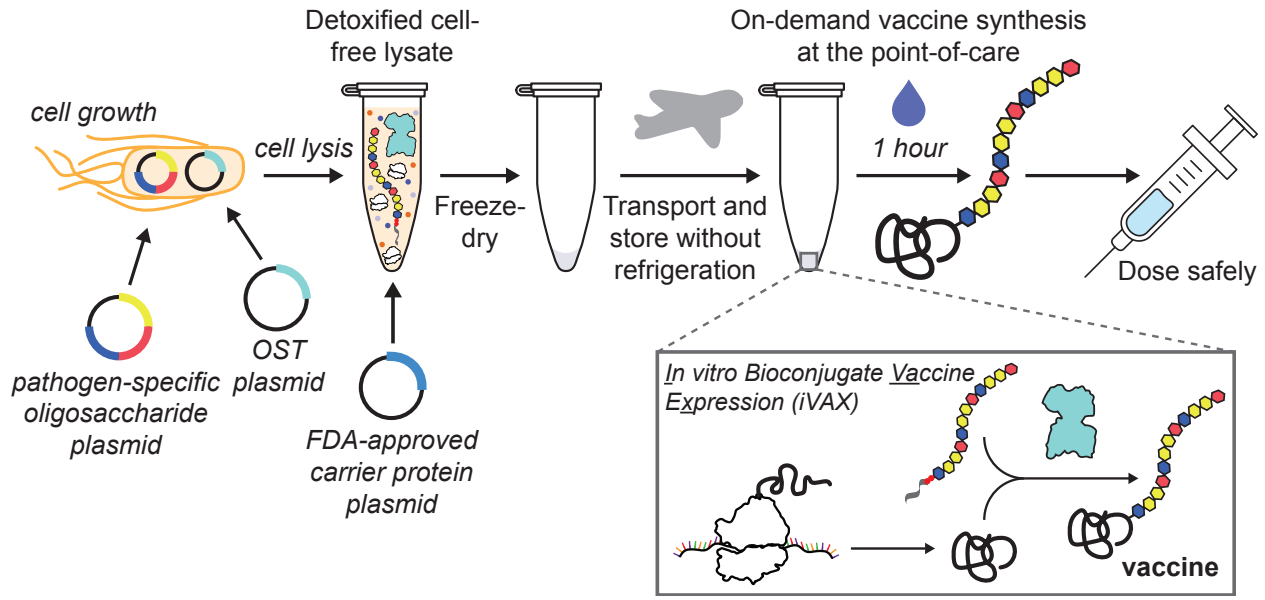 Detoxified cell-
free lysate
On-demand vaccine synthesis
at the point-of-care
cell growth
cell lysis
Freeze-
dry
Transport and
store without
refrigeration
1 hour
Dose safely
pathogen-specific
oligosaccharide
plasmid
OST
plasmid
FDA-approved
carrier protein
plasmid
In vitro Bioconjugate Vaccine
Expression (iVAX)
vaccine